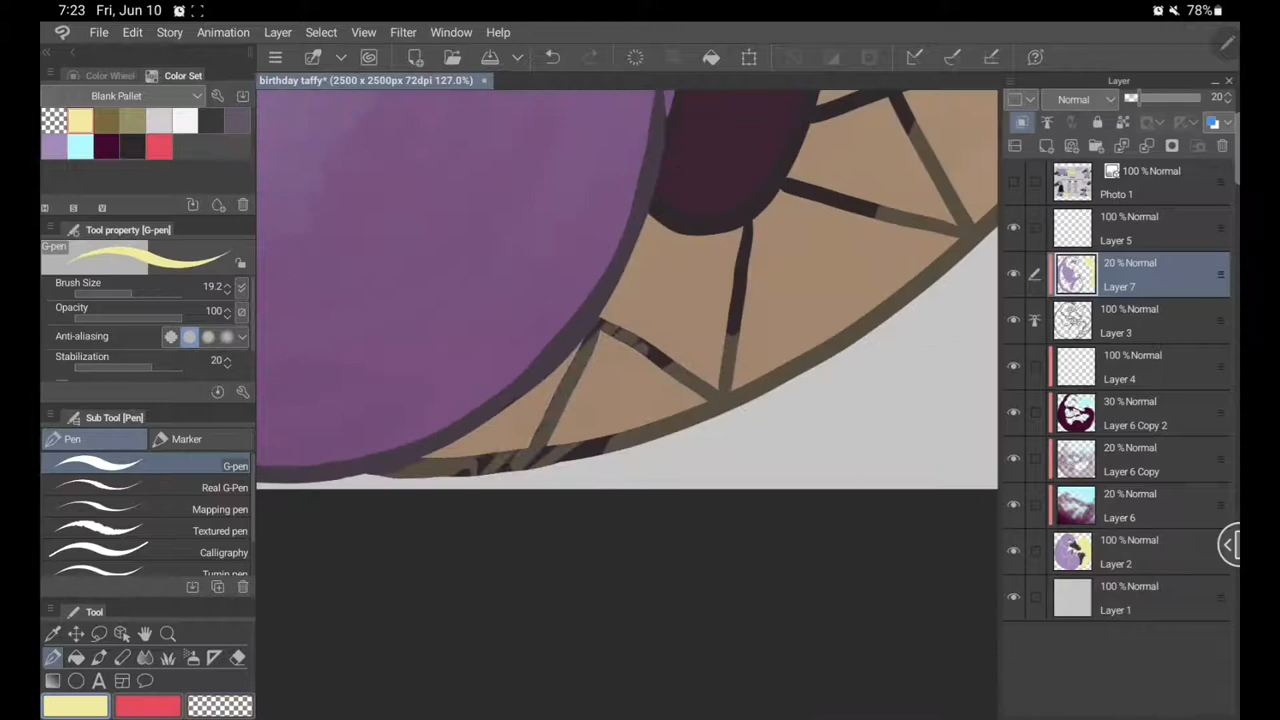 7:23 Fri, Jun 10
78%
File Edit Story Animation Layer Select Filter View Window Help
birthday taffy* (2500 x 2500px 72dpi 127.0%)
Color Wheel Color Set
Blank Pallet
H S V
Tool property [G-pen]
G-pen
Brush Size 19.2
Opacity 100
Anti-aliasing
Stabilization 20
Sub Tool [Pen]
Pen Marker
G-pen
Real G-Pen
Mapping pen
Textured pen
Calligraphy
Turnip pen
Tool
A
Layer
Normal 20
100 % Normal
Photo 1
100 % Normal
Layer 5
20 % Normal
Layer 7
100 % Normal
Layer 3
100 % Normal
Layer 4
30 % Normal
Layer 6 Copy 2
20 % Normal
Layer 6 Copy
20 % Normal
Layer 6
100 % Normal
Layer 2
100 % Normal
Layer 1